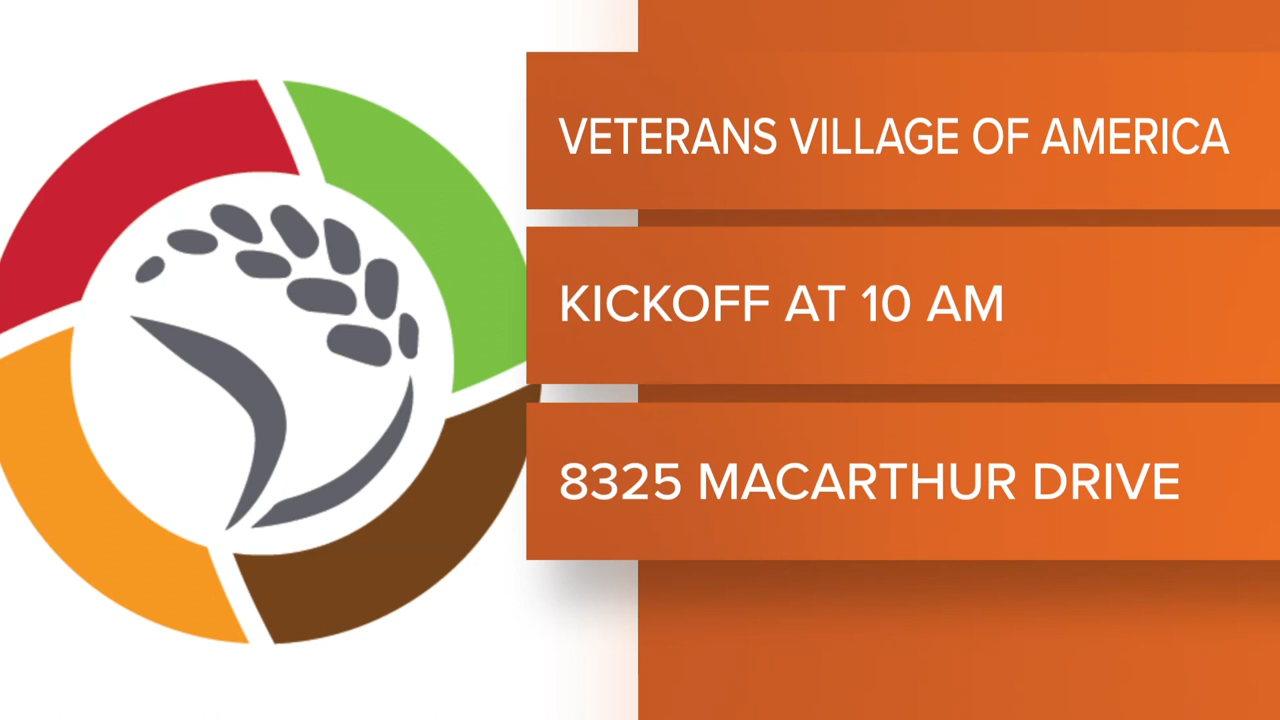 VETERANS VILLAGE OF AMERICA
KICKOFF AT 10 AM
8325 MACARTHUR DRIVE